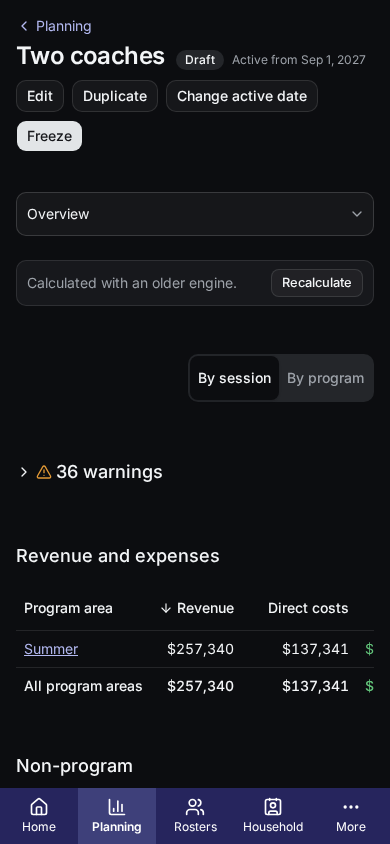 Planning
Two coaches Draft Active from Sep 1, 2027
Edit Duplicate Change active date
Freeze
Overview
Calculated with an older engine. Recalculate
By session By program
36 warnings
Revenue and expenses
Program area Revenue Direct costs
Summer $257,340 $137,341 $
All program areas $257,340 $137,341 $
Non-program
Home Planning Rosters Household More